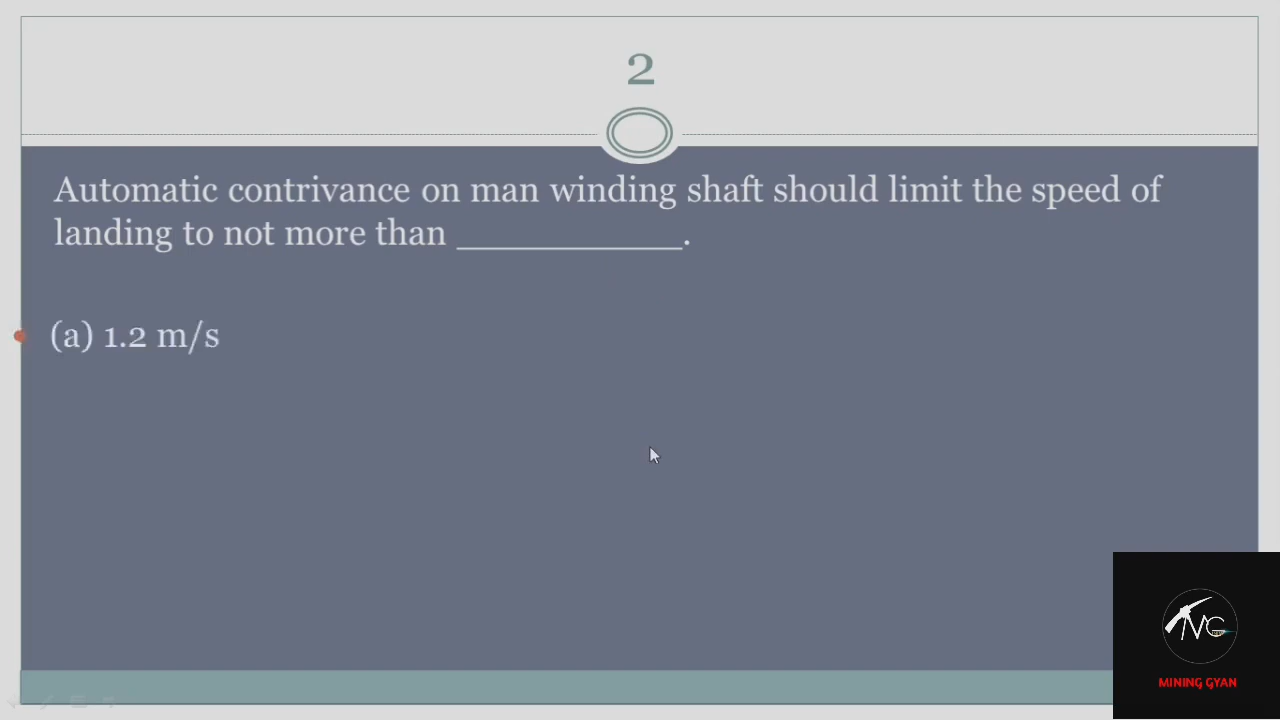 2
Automatic contrivance on man winding shaft should limit the speed of
landing to not more than ____________.
(a) 1.2 m/s
MG
MINING GYAN